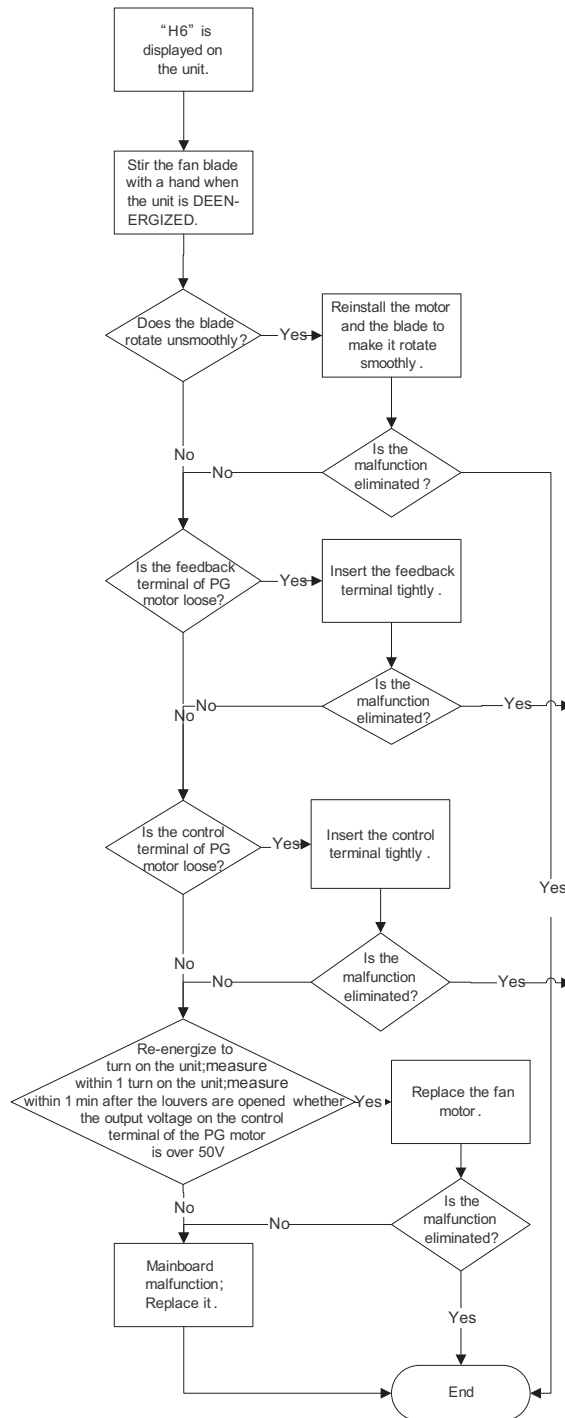 “H6” is
displayed on
the unit.
Stir the fan blade
with a hand when
the unit is DEEN-
ERGIZED.
Does the blade
rotate unsmoothly?
Yes
Reinstall the motor
and the blade to
make it rotate
smoothly .
No
No
Is the
malfunction
eliminated ?
Is the feedback
terminal of PG
motor loose?
Yes
Insert the feedback
terminal tightly .
No
No
Is the
malfunction
eliminated?
Yes
Is the control
terminal of PG
motor loose?
Yes
Insert the control
terminal tightly .
Yes
No
No
Is the
malfunction
eliminated?
Yes
Re-energize to
turn on the unit;measure
within 1 turn on the unit;measure
within 1 min after the louvers are opened whether
the output voltage on the control
terminal of the PG motor
is over 50V
Yes
Replace the fan
motor .
No
No
Is the
malfunction
eliminated?
Mainboard
malfunction;
Replace it .
Yes
End